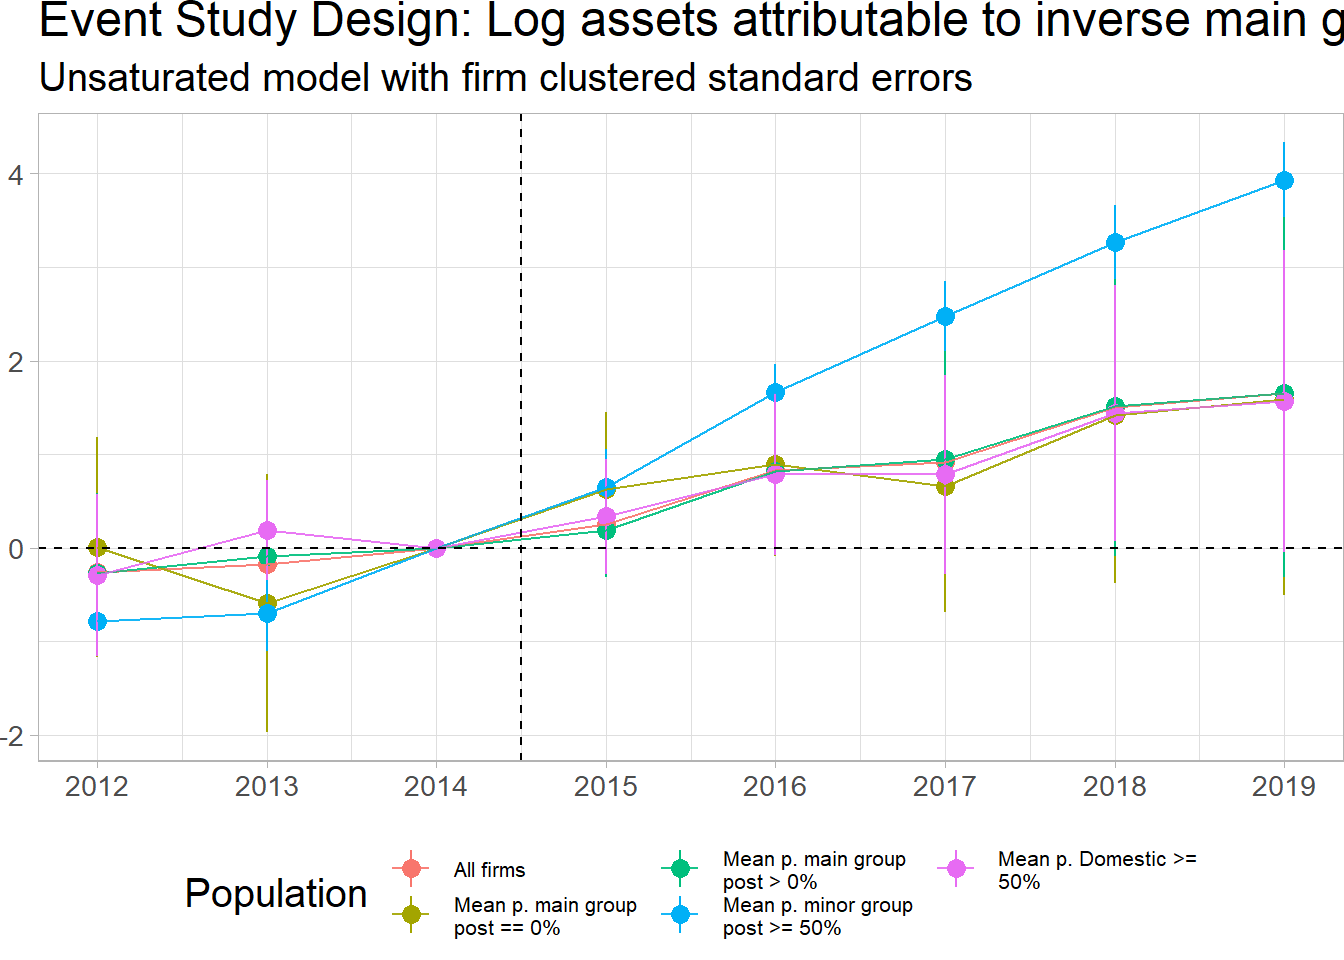 Event Study Design: Log assets attributable to inverse main g
Unsaturated model with firm clustered standard errors
4
2
0
-2
2012 2013 2014 2015 2016 2017 2018 2019
Population
All firms
Mean p. main group
post == 0%
Mean p. main group
post > 0%
Mean p. minor group
post >= 50%
Mean p. Domestic >=
50%